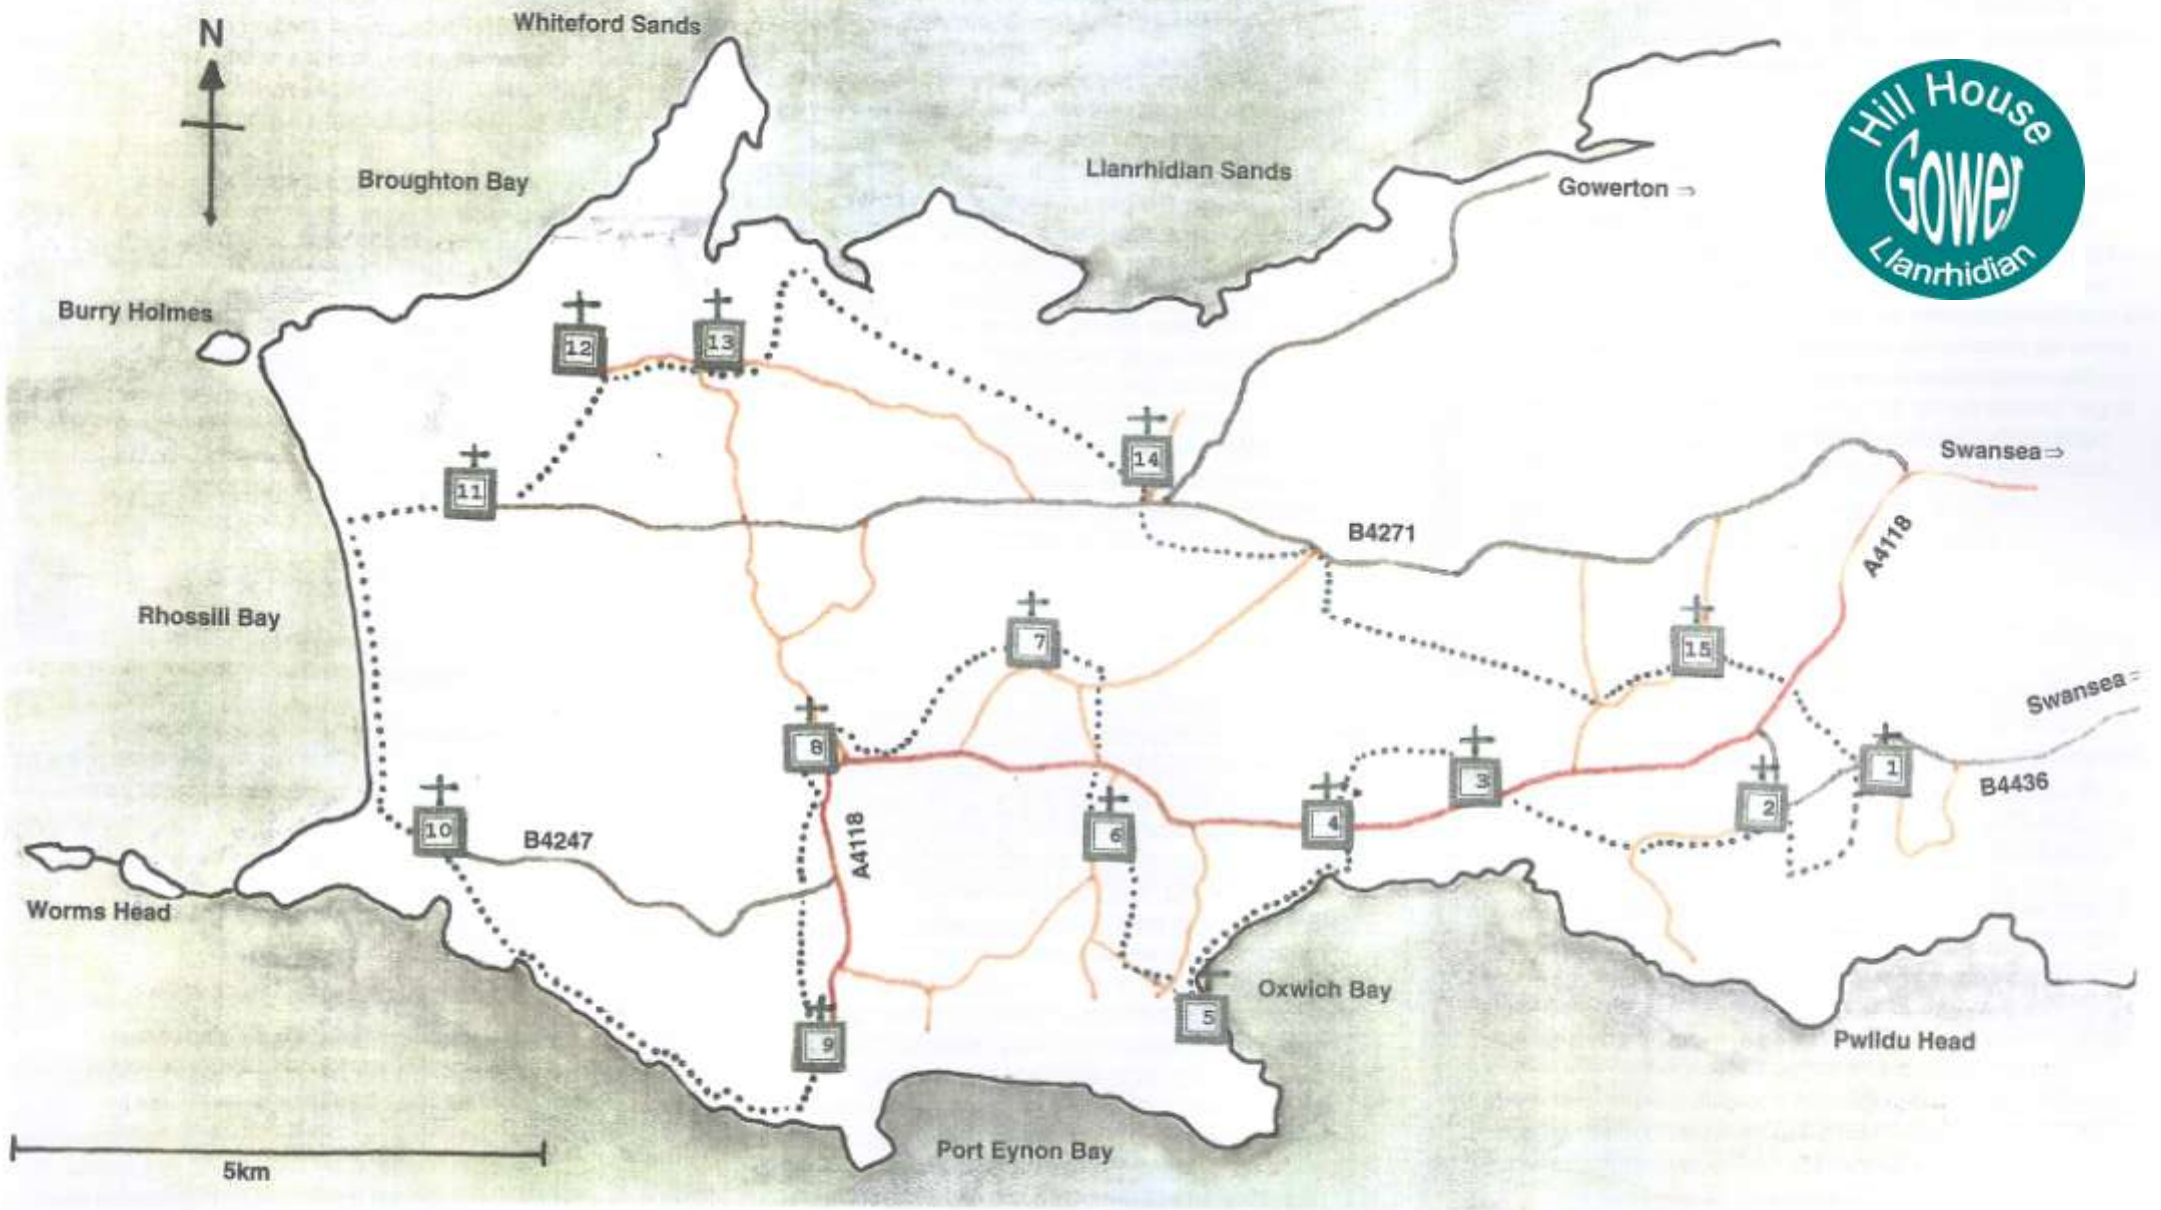 N
Whiteford Sands
Hill House
Gower
Llanrhidian
Broughton Bay
Llanrhidian Sands
Gowerton ⇒
Burry Holmes
12
13
14
Swansea ⇒
11
B4271
A4118
Rhossili Bay
7
15
Swansea =
8
1
3
2
B4436
10
B4247
A4118
6
4
Worms Head
Oxwich Bay
5
9
Pwlldu Head
Port Eynon Bay
5km